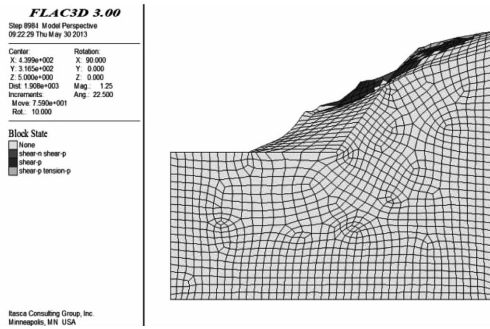 FLAC3D 3.00
Step 8984 Model Perspective
09:22:29 Thu May 30 2013
Center: Rotation:
X: 4.399e+002 X: 90.000
Y: 3.165e+002 Y: 0.000
Z: 5.000e+000 Z: 0.000
Dist: 1.908e+003 Mag.: 1.25
Increments: Ang.: 22.500
Move: 7.590e+001
Rot.: 10.000
Block State
None
shear-n shear-p
shear-p
shear-p tension-p
Itasca Consulting Group, Inc.
Minneapolis, MN USA